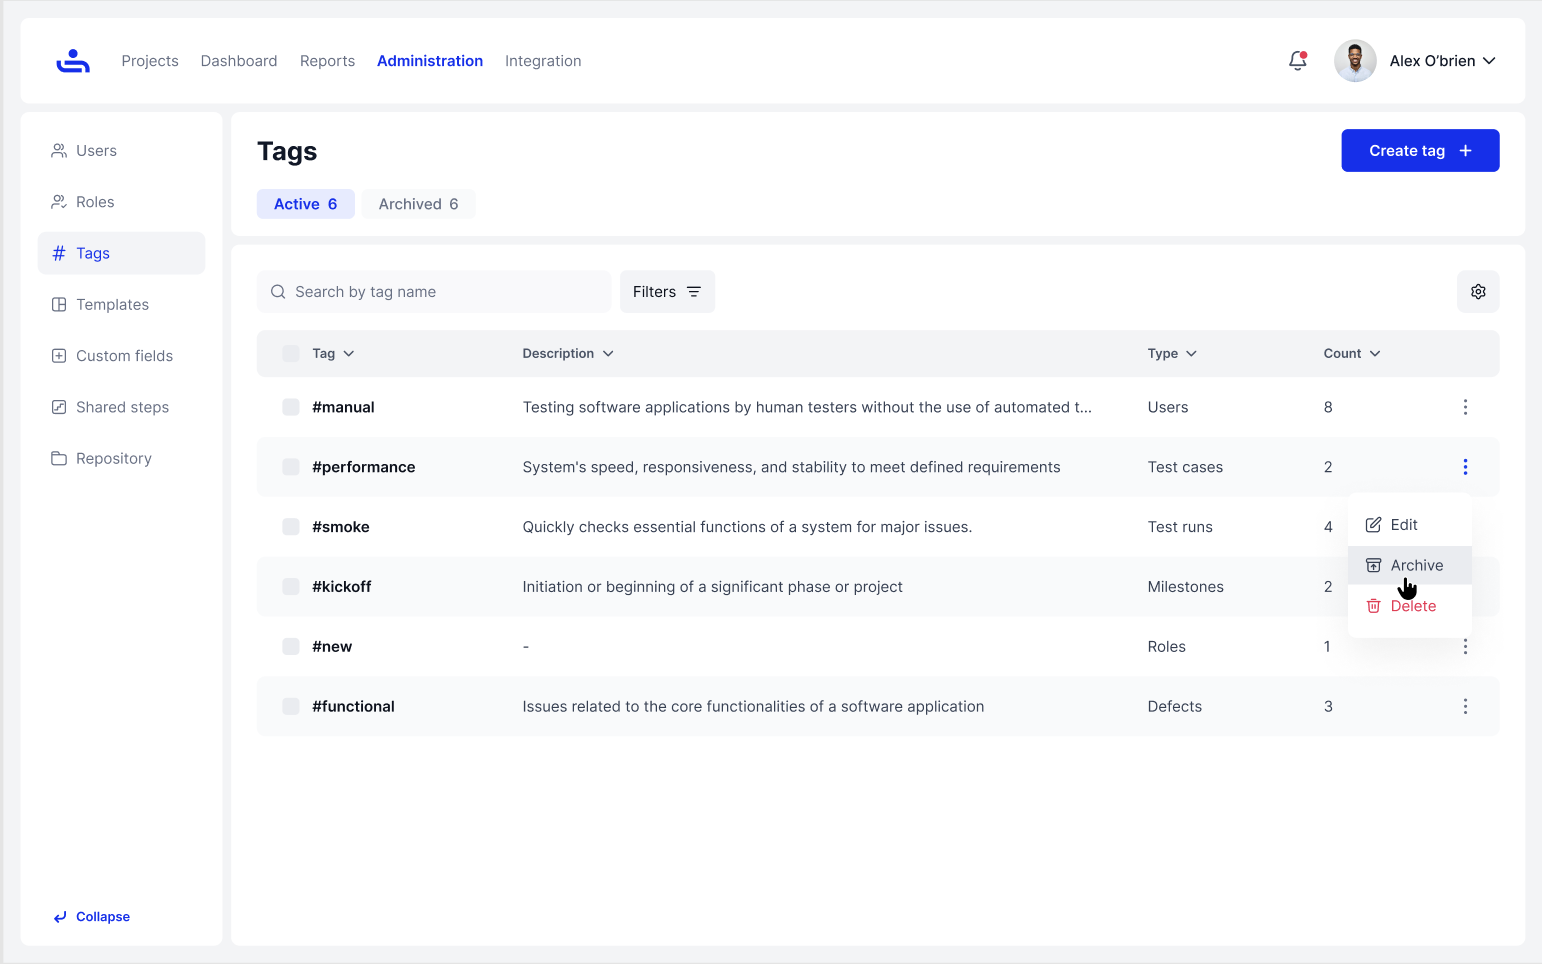 Projects Dashboard Reports Administration Integration
Alex O’brien
Users
Roles
Tags
Templates
Custom fields
Shared steps
Repository
Collapse
Tags
Create tag +
Active 6 Archived 6
Search by tag name
Filters
Tag Description Type Count
#manual Testing software applications by human testers without the use of automated t... Users 8
#performance System's speed, responsiveness, and stability to meet defined requirements Test cases 2
#smoke Quickly checks essential functions of a system for major issues. Test runs 4
#kickoff Initiation or beginning of a significant phase or project Milestones 2
#new - Roles 1
#functional Issues related to the core functionalities of a software application Defects 3
Edit
Archive
Delete